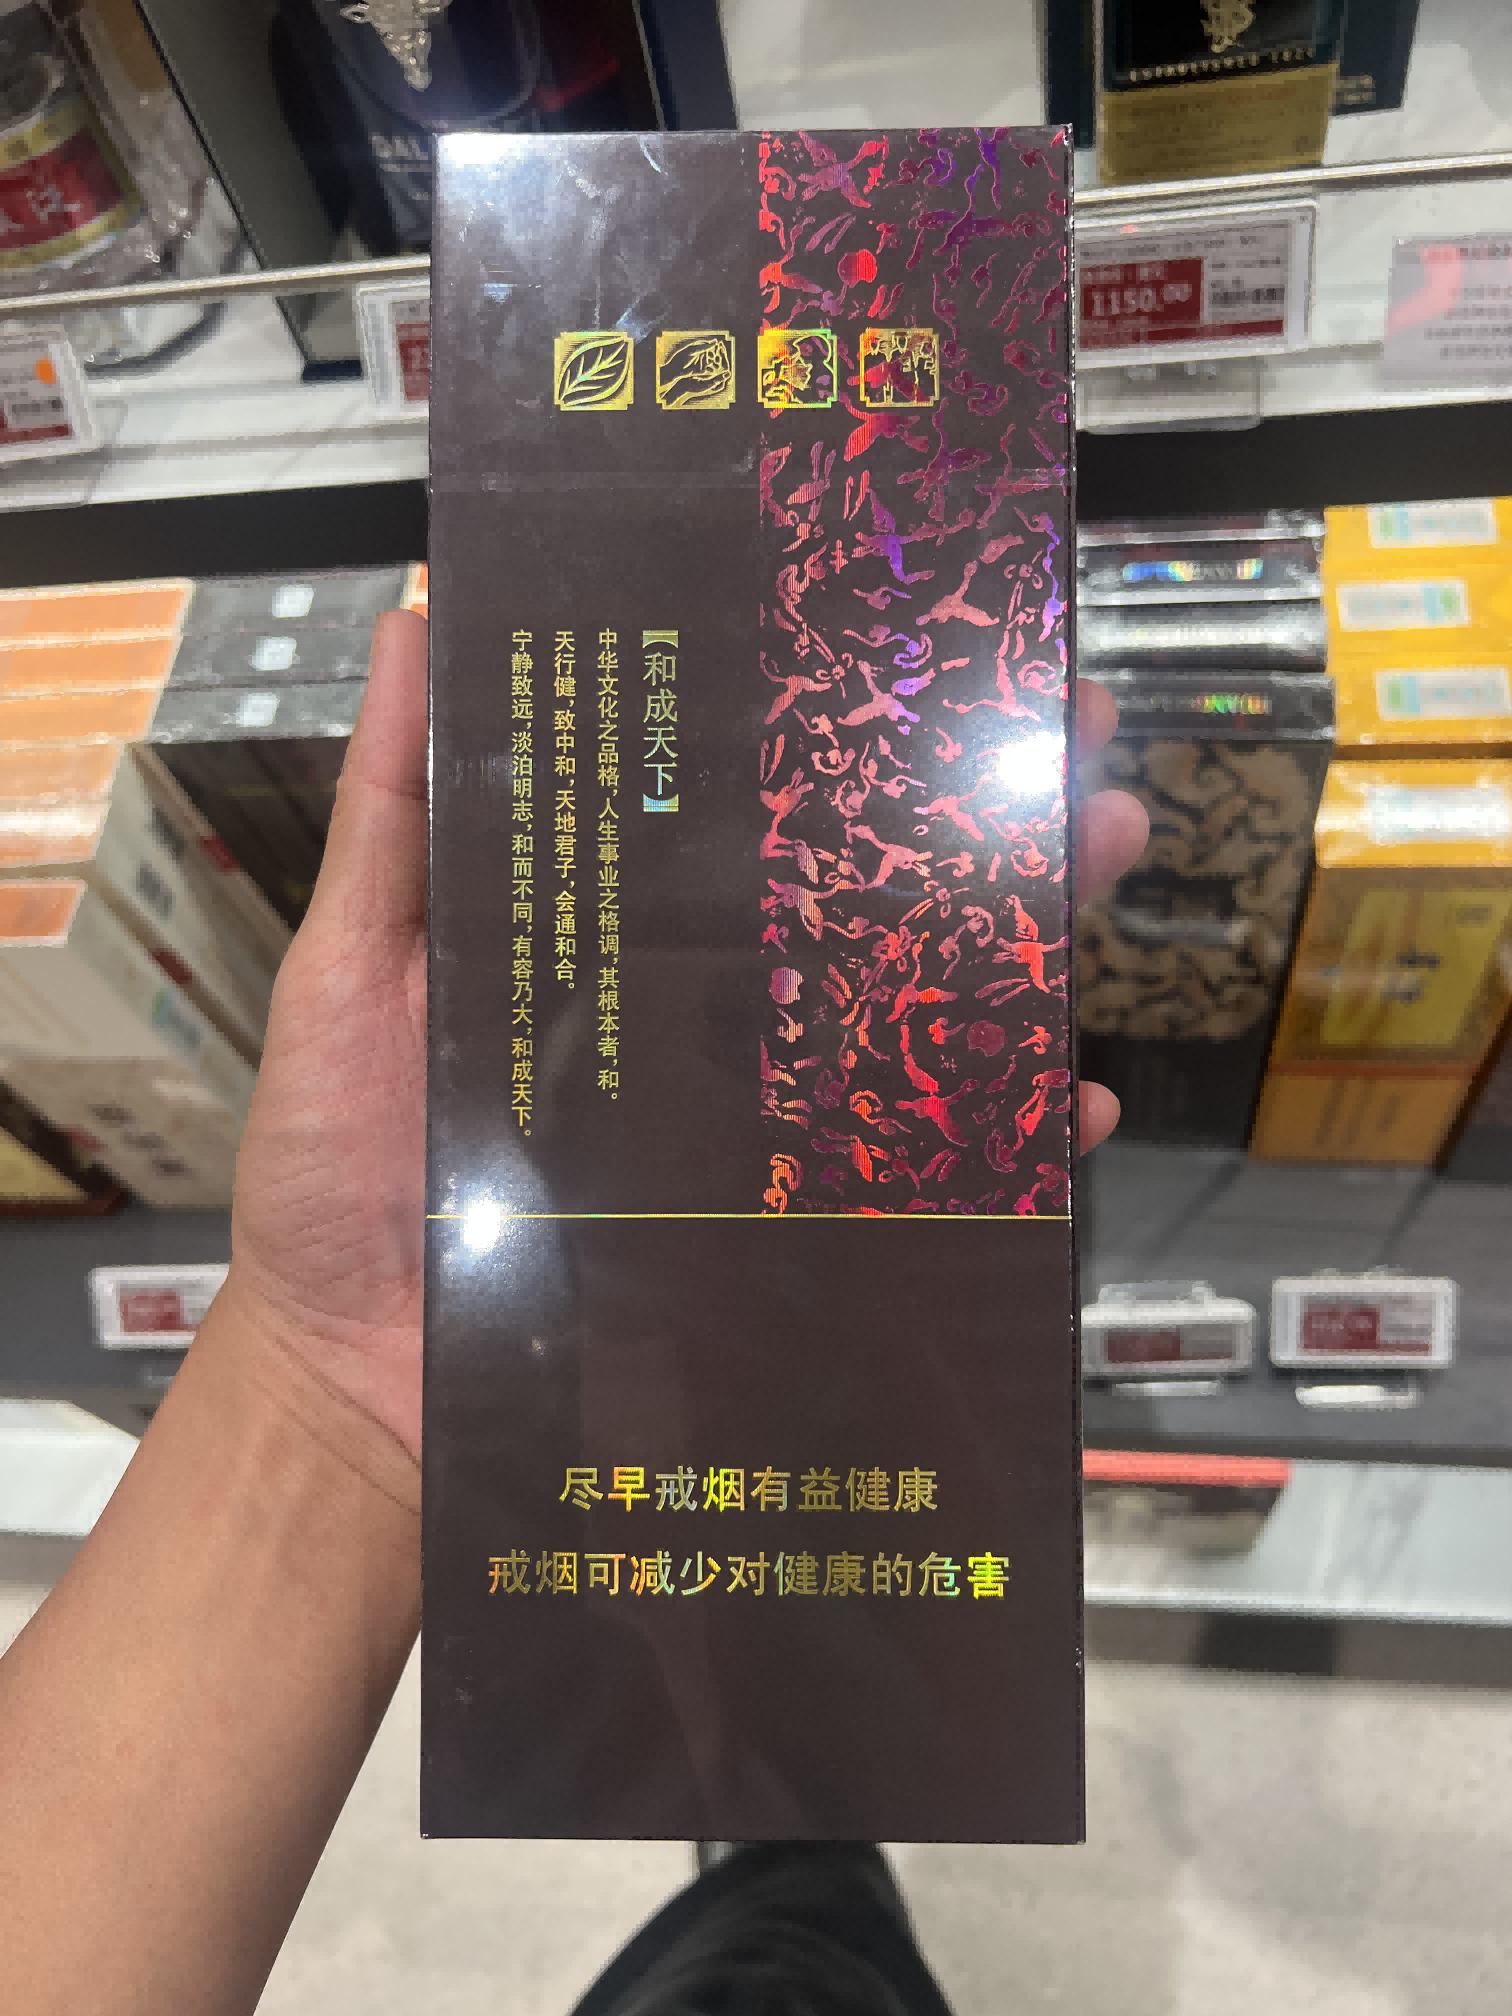 【和成天下】
中华文化之品格，人生事业之格调，其根本者，和。
天行健，致中和，天地君子，会通和合。
宁静致远，淡泊明志，和而不同，有容乃大，和成天下。
尽早戒烟有益健康
戒烟可减少对健康的危害
1150.00